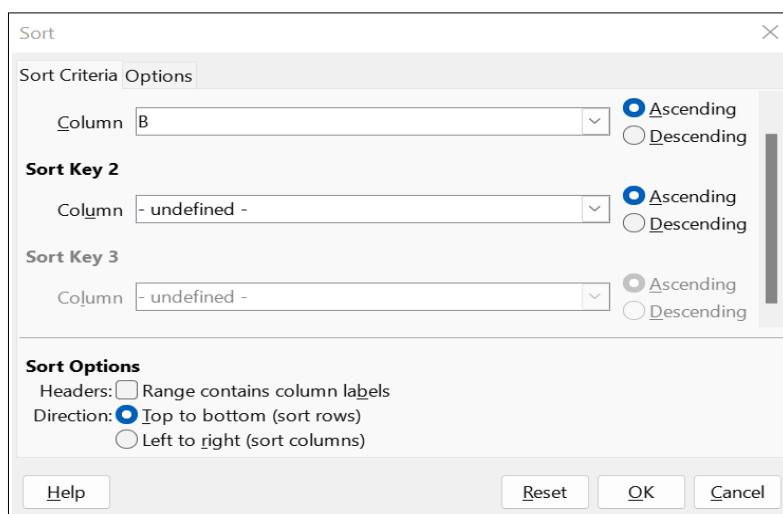 Sort
Sort Criteria Options
Column B Ascending
Descending
Sort Key 2
Column - undefined - Ascending
Descending
Sort Key 3
Column - undefined - Ascending
Descending
Sort Options
Headers: Range contains column labels
Direction: Top to bottom (sort rows)
Left to right (sort columns)
Help Reset OK Cancel